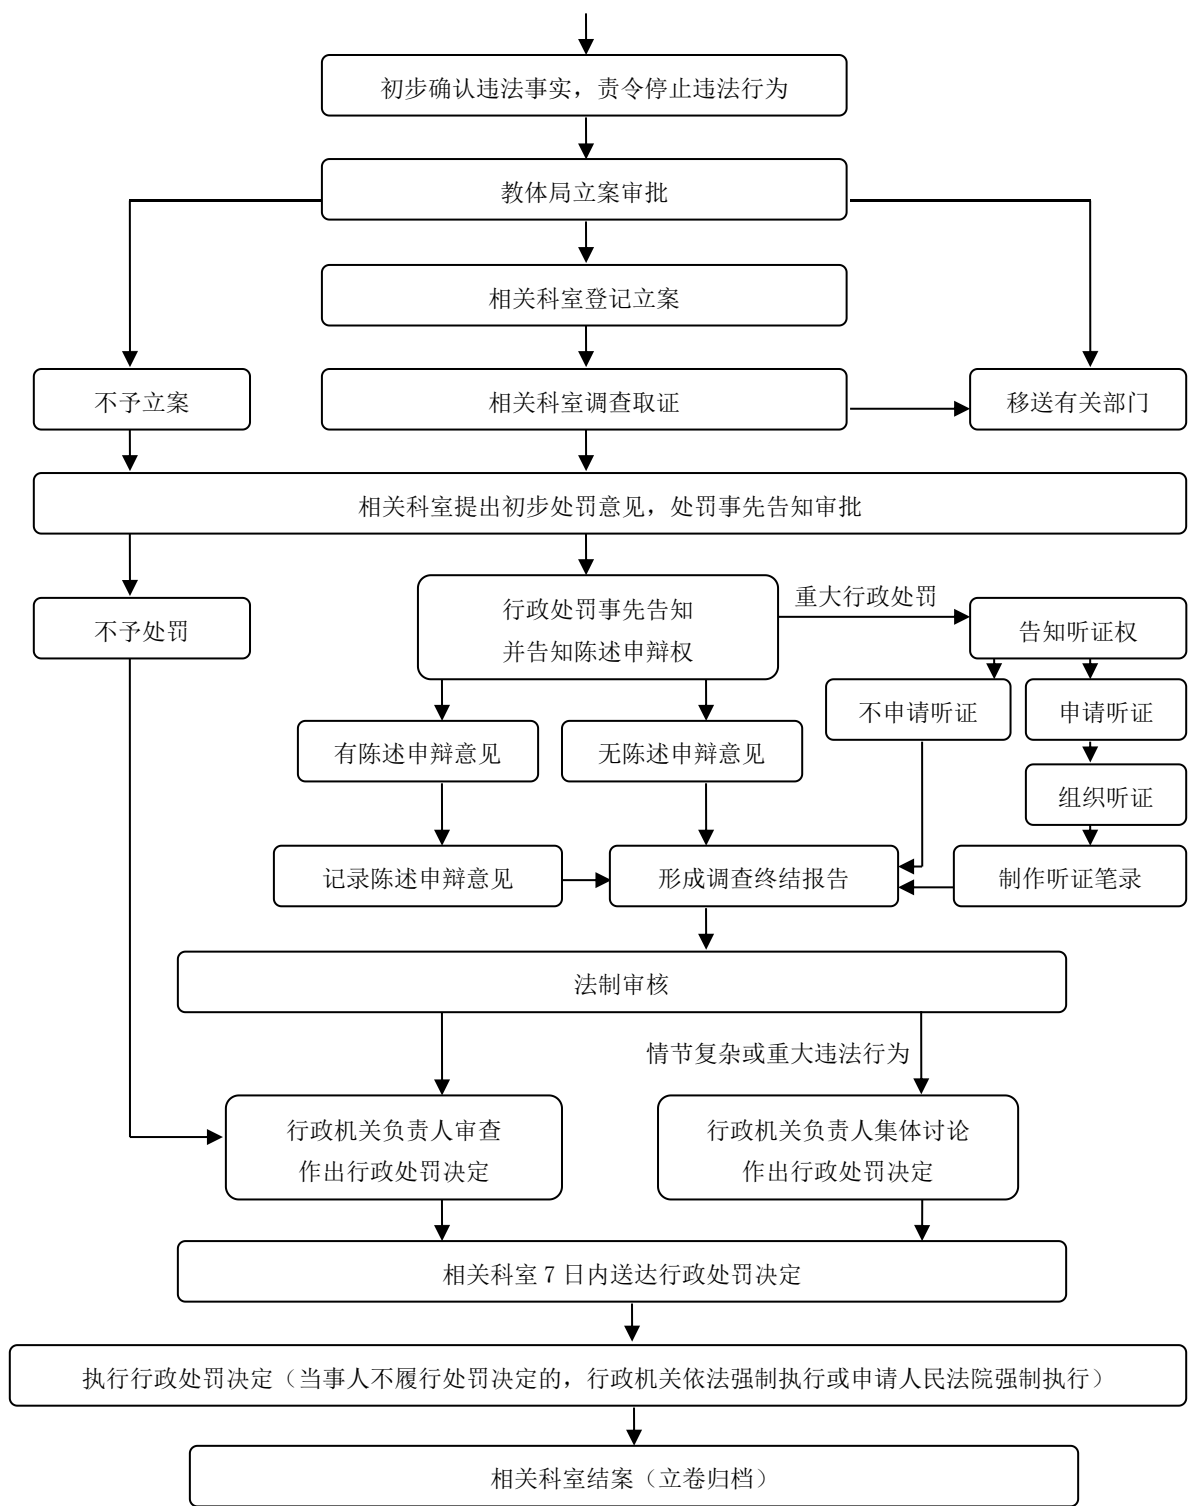 初步确认违法事实，责令停止违法行为
教体局立案审批
相关科室登记立案
不予立案
相关科室调查取证
移送有关部门
相关科室提出初步处罚意见，处罚事先告知审批
重大行政处罚
行政处罚事先告知
并告知陈述申辩权
不予处罚
告知听证权
不申请听证
申请听证
有陈述申辩意见
无陈述申辩意见
组织听证
记录陈述申辩意见
形成调查终结报告
制作听证笔录
法制审核
情节复杂或重大违法行为
行政机关负责人审查
作出行政处罚决定
行政机关负责人集体讨论
作出行政处罚决定
相关科室 7 日内送达行政处罚决定
执行行政处罚决定（当事人不履行处罚决定的，行政机关依法强制执行或申请人民法院强制执行）
相关科室结案（立卷归档）